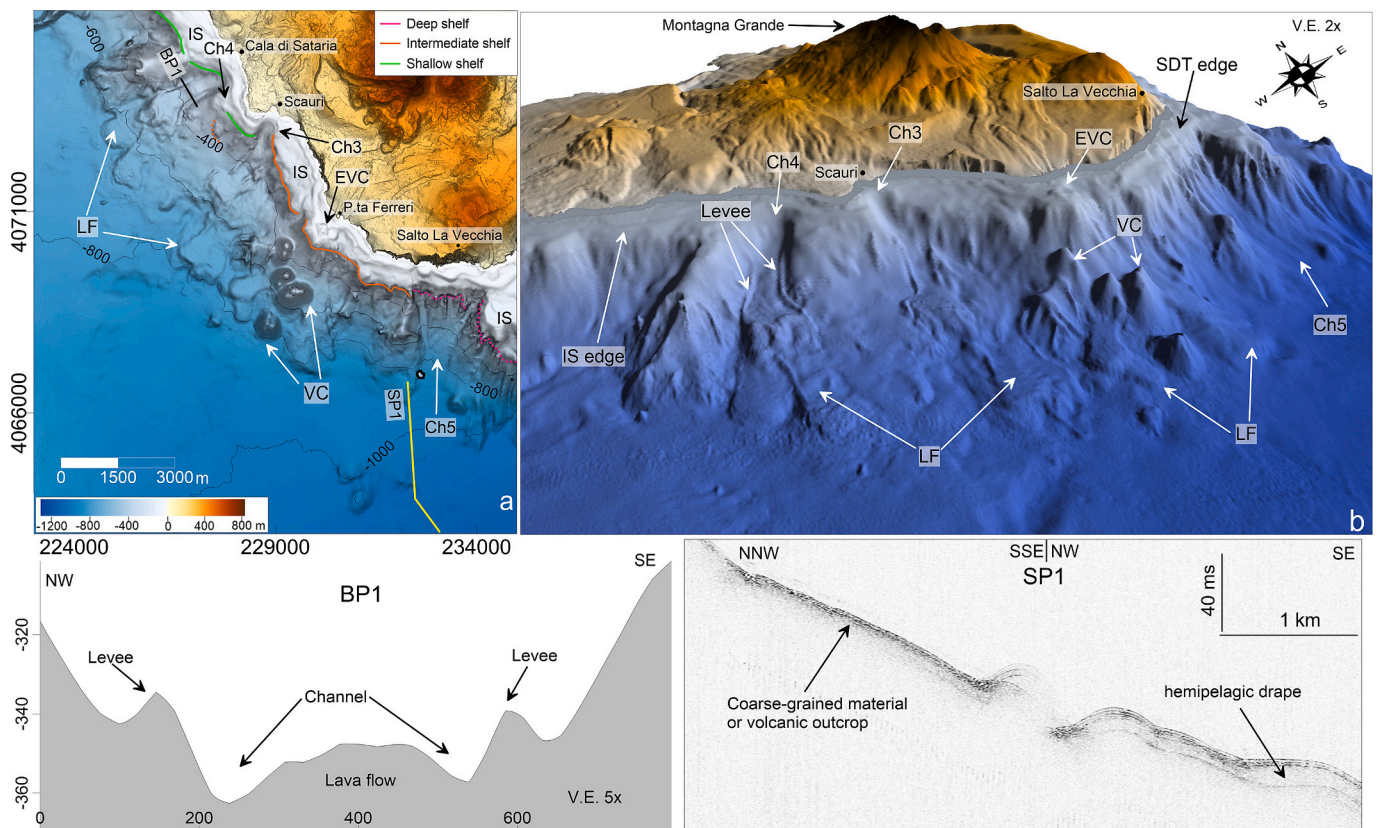 -600
IS
Ch4
Cala di Sataria
BP1
Deep shelf
Intermediate shelf
Shallow shelf
Scauri
-400
Ch3
IS
EVC
P.ta Ferreri
LF
-800
Salto La Vecchia
IS
VC
SP1
Ch5
-800
-1000
0 1500 3000 m
a
-1200 -800 -400 0 400 800 m
4071000
4066000
224000 229000 234000
V.E. 2x
Montagna Grande
N
E
W
S
SDT edge
Salto La Vecchia
Ch3
EVC
Ch4
Scauri
Levee
VC
IS edge
Ch5
LF
LF
b
NW
SE
BP1
-320
-340
-360
Levee
Levee
Channel
Lava flow
V.E. 5x
0 200 400 600
NNW
SSE NW
SE
SP1
40 ms
1 km
Coarse-grained material
or volcanic outcrop
hemipelagic drape